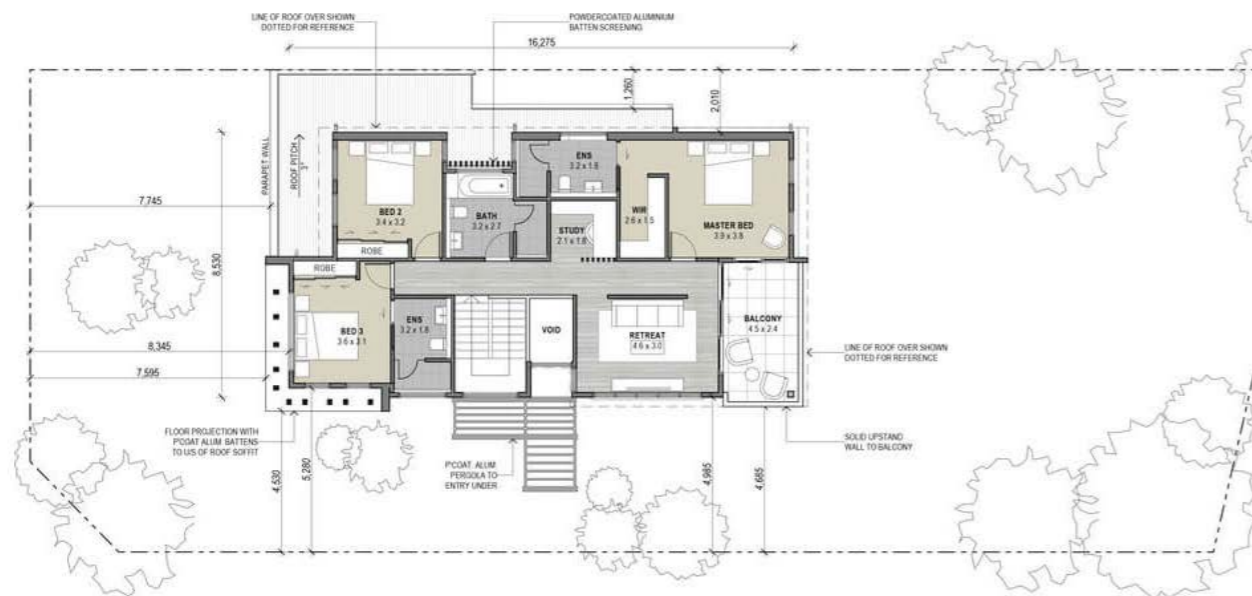 LINE OF ROOF OVER SHOWN
DOTTED FOR REFERENCE
POWDERCOATED ALUMINIUM
BATTEN SCREENING
16,275
1,260
2,010
PARAPET WALL
ROOF PITCH
3°
8,530
7,745
8,345
7,595
BED 2
3.4 x 3.2
ROBE
ROBE
BATH
3.2 x 2.7
ENS
3.2 x 1.8
STUDY
2.1 x 1.6
WIR
2.6 x 1.5
MASTER BED
3.9 x 3.8
BED 3
3.6 x 3.1
ENS
3.2 x 1.8
VOID
RETREAT
4.6 x 3.0
BALCONY
4.5 x 2.4
LINE OF ROOF OVER SHOWN
DOTTED FOR REFERENCE
FLOOR PROJECTION WITH
P'COAT ALUM. BATTENS
TO U/S OF ROOF SOFFIT
4,530
5,280
P'COAT. ALUM
PERGOLA TO
ENTRY UNDER
4,985
4,685
SOLID UPSTAND
WALL TO BALCONY